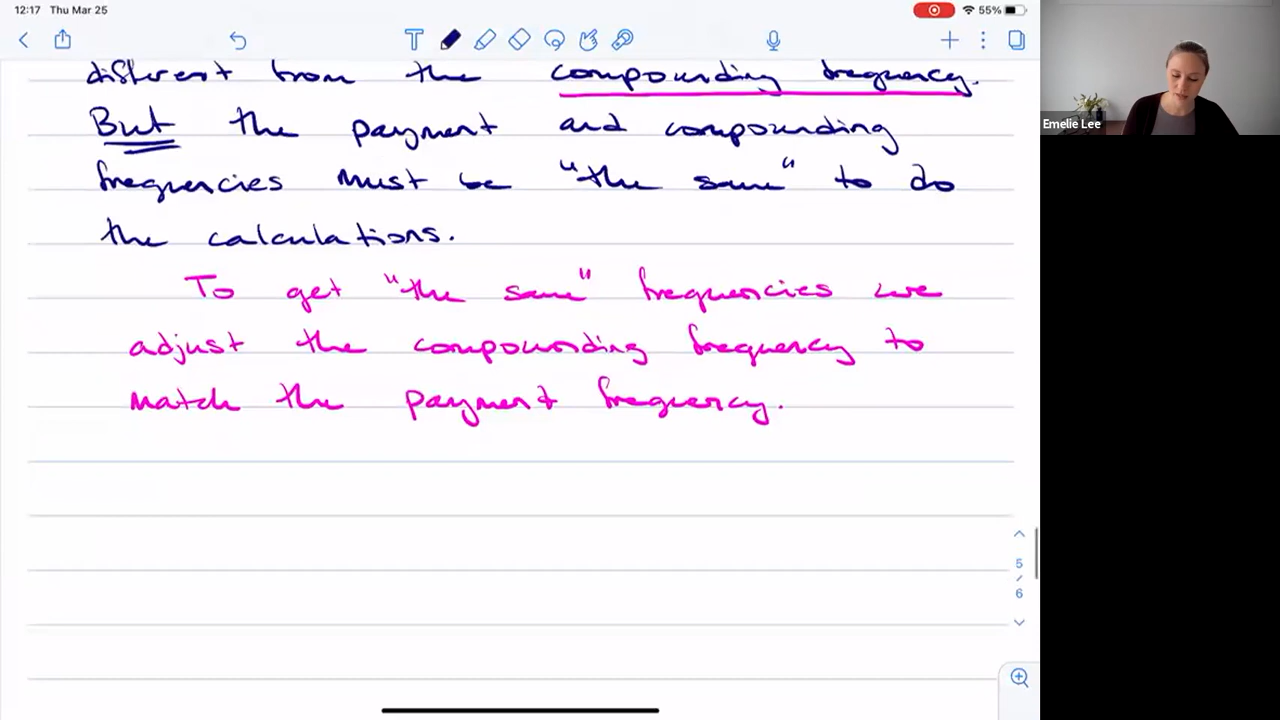 12:17 Thu Mar 25
55%
different from the compounding frequency.
But the payment and compounding
frequencies must be "the same" to do
the calculations.
To get "the same" frequencies we
adjust the compounding frequency to
match the payment frequency.
Emelie Lee
5
/
6